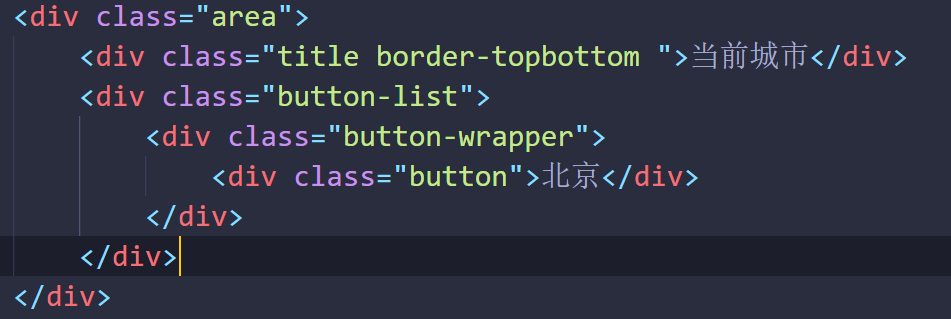 <div class="area">
<div class="title border-topbottom ">当前城市</div>
<div class="button-list">
<div class="button-wrapper">
<div class="button">北京</div>
</div>
</div>
</div>